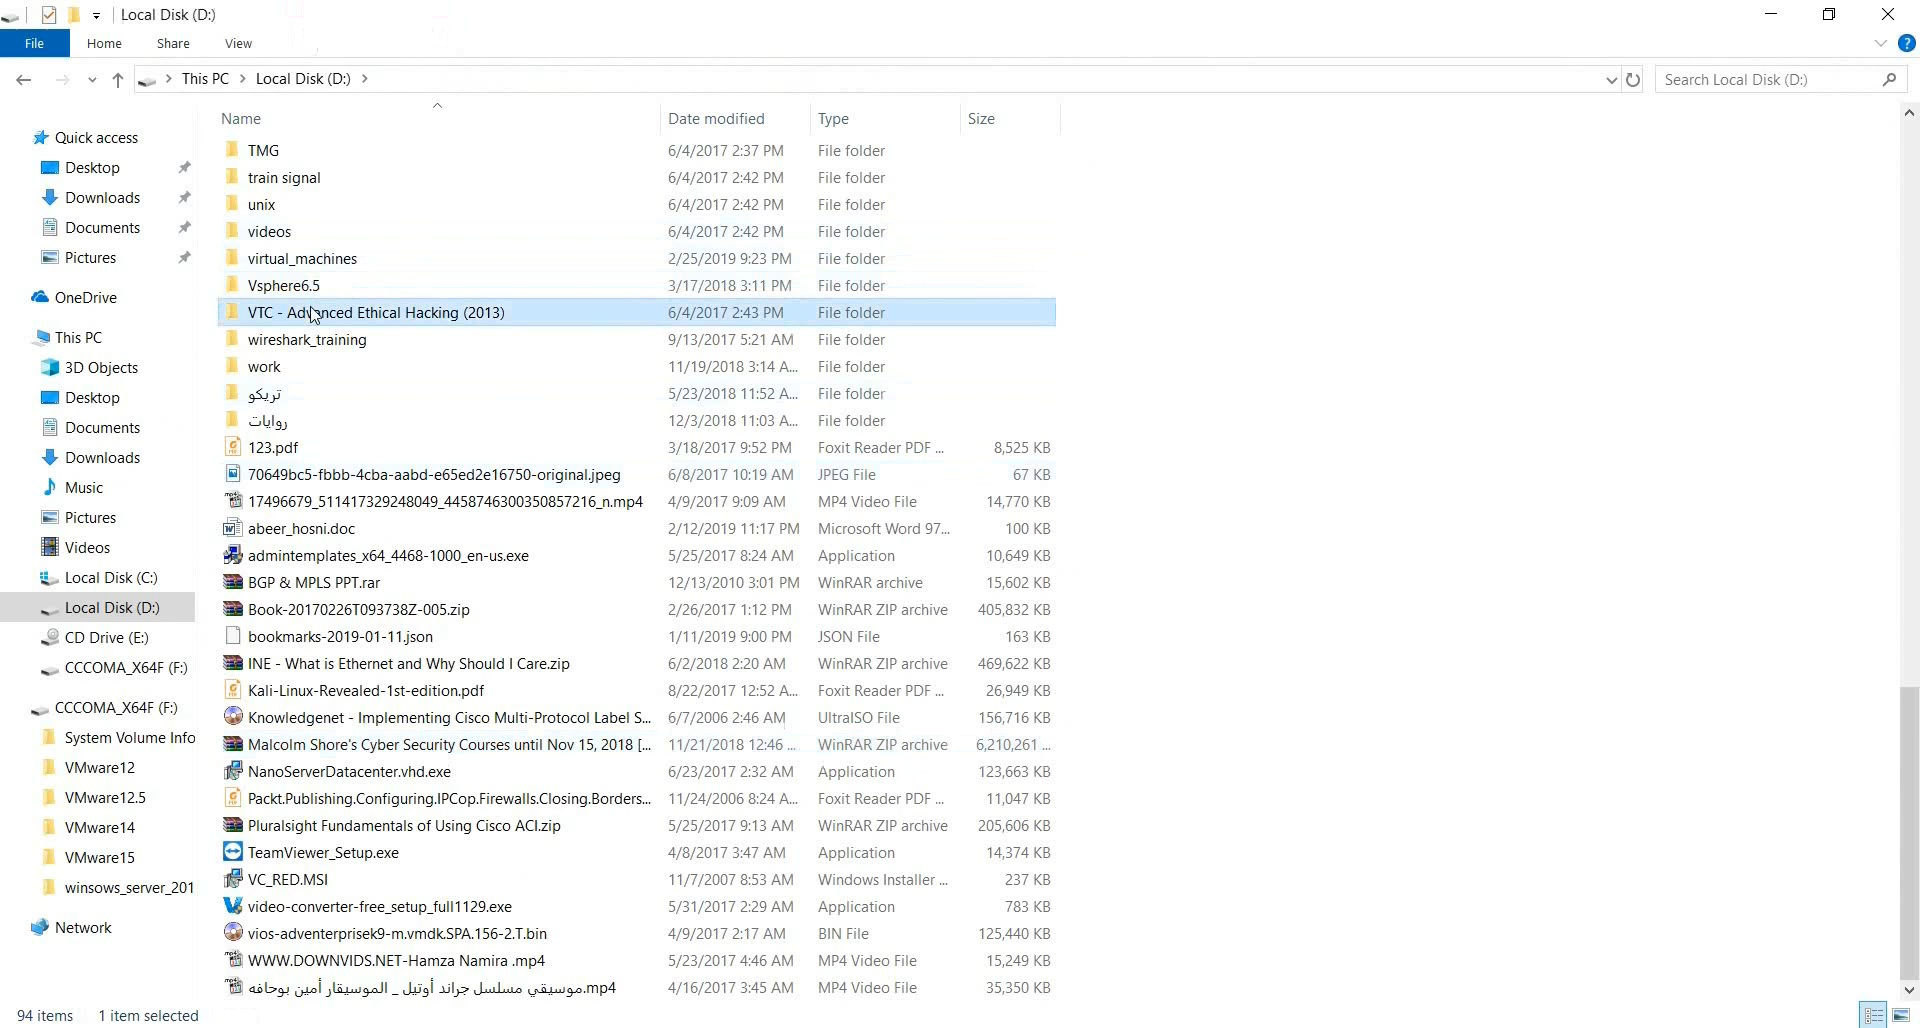 Local Disk (D:)
File Home Share View
This PC Local Disk (D:) Search Local Disk (D:)
Quick access
Desktop
Downloads
Documents
Pictures
OneDrive
This PC
3D Objects
Desktop
Documents
Downloads
Music
Pictures
Videos
Local Disk (C:)
Local Disk (D:)
CD Drive (E:)
CCCOMA_X64F (F:)
CCCOMA_X64F (F:)
System Volume Info
VMware12
VMware12.5
VMware14
VMware15
winsows_server_201
Network
Name Date modified Type Size
TMG 6/4/2017 2:37 PM File folder
train signal 6/4/2017 2:42 PM File folder
unix 6/4/2017 2:42 PM File folder
videos 6/4/2017 2:42 PM File folder
virtual_machines 2/25/2019 9:23 PM File folder
Vsphere6.5 3/17/2018 3:11 PM File folder
VTC - Advanced Ethical Hacking (2013) 6/4/2017 2:43 PM File folder
wireshark_training 9/13/2017 5:21 AM File folder
work 11/19/2018 3:14 A... File folder
تريكو 5/23/2018 11:52 A... File folder
روايات 12/3/2018 11:03 A... File folder
123.pdf 3/18/2017 9:52 PM Foxit Reader PDF ... 8,525 KB
70649bc5-fbbb-4cba-aabd-e65ed2e16750-original.jpeg 6/8/2017 10:19 AM JPEG File 67 KB
17496679_511417329248049_4458746300350857216_n.mp4 4/9/2017 9:09 AM MP4 Video File 14,770 KB
abeer_hosni.doc 2/12/2019 11:17 PM Microsoft Word 97... 100 KB
admintemplates_x64_4468-1000_en-us.exe 5/25/2017 8:24 AM Application 10,649 KB
BGP & MPLS PPT.rar 12/13/2010 3:01 PM WinRAR archive 15,602 KB
Book-20170226T093738Z-005.zip 2/26/2017 1:12 PM WinRAR ZIP archive 405,832 KB
bookmarks-2019-01-11.json 1/11/2019 9:00 PM JSON File 163 KB
INE - What is Ethernet and Why Should I Care.zip 6/2/2018 2:20 AM WinRAR ZIP archive 469,622 KB
Kali-Linux-Revealed-1st-edition.pdf 8/22/2017 12:52 A... Foxit Reader PDF ... 26,949 KB
Knowledgenet - Implementing Cisco Multi-Protocol Label S... 6/7/2006 2:46 AM UltraISO File 156,716 KB
Malcolm Shore's Cyber Security Courses until Nov 15, 2018 [... 11/21/2018 12:46 ... WinRAR ZIP archive 6,210,261 ...
NanoServerDatacenter.vhd.exe 6/23/2017 2:32 AM Application 123,663 KB
Packt.Publishing.Configuring.IPCop.Firewalls.Closing.Borders... 11/24/2006 8:24 A... Foxit Reader PDF ... 11,047 KB
Pluralsight Fundamentals of Using Cisco ACI.zip 5/25/2017 9:13 AM WinRAR ZIP archive 205,606 KB
TeamViewer_Setup.exe 4/8/2017 3:47 AM Application 14,374 KB
VC_RED.MSI 11/7/2007 8:53 AM Windows Installer ... 237 KB
video-converter-free_setup_full1129.exe 5/31/2017 2:29 AM Application 783 KB
vios-adventerprisek9-m.vmdk.SPA.156-2.T.bin 4/9/2017 2:17 AM BIN File 125,440 KB
WWW.DOWNVIDS.NET-Hamza Namira .mp4 5/23/2017 4:46 AM MP4 Video File 15,249 KB
موسيقي مسلسل جراند أوتيل _ الموسيقار أمين بوحافه.mp4 4/16/2017 3:45 AM MP4 Video File 35,350 KB
94 items 1 item selected